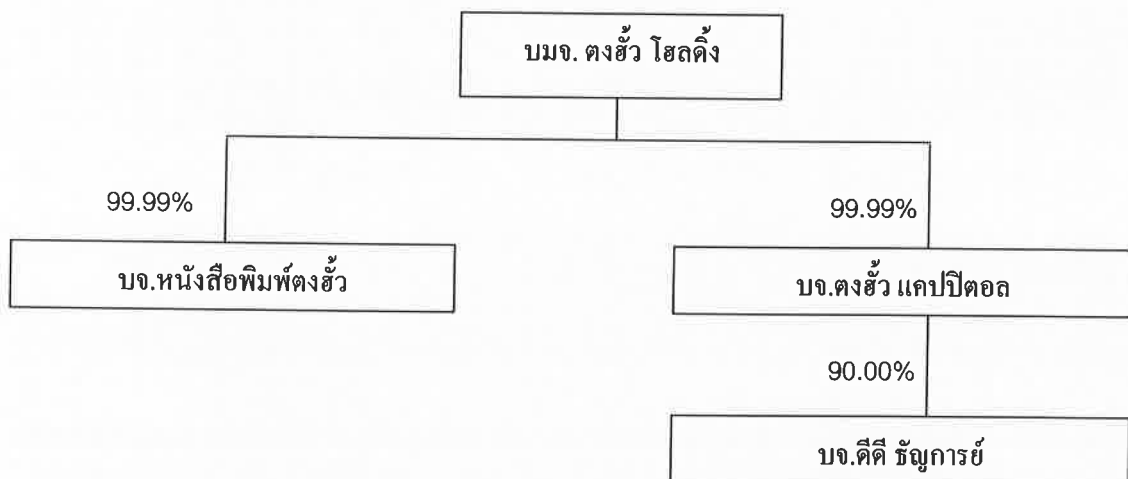 บมจ. ตงฮั้ว โฮลดิ้ง
99.99%
99.99%
บจ.หนังสือพิมพ์ตงฮั้ว
บจ.ตงฮั้ว แคปปิตอล
90.00%
บจ.ดีดี ธัญการย์